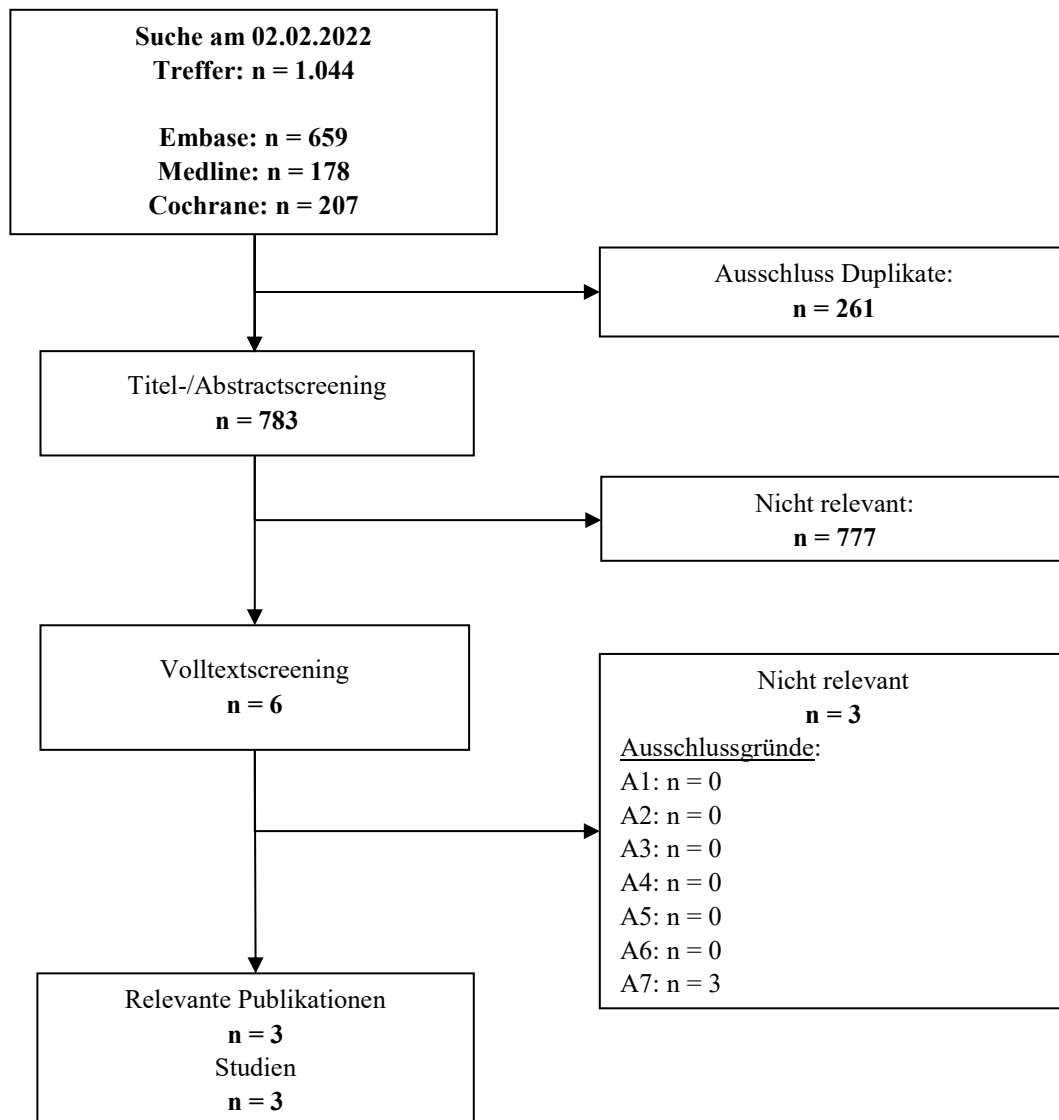 Suche am 02.02.2022
Treffer: n = 1.044
Embase: n = 659
Medline: n = 178
Cochrane: n = 207
Ausschluss Duplikate:
n = 261
Titel-/Abstractscreening
n = 783
Nicht relevant:
n = 777
Volltextscreening
n = 6
Nicht relevant
n = 3
Ausschlussgründe:
A1: n = 0
A2: n = 0
A3: n = 0
A4: n = 0
A5: n = 0
A6: n = 0
A7: n = 3
Relevante Publikationen
n = 3
Studien
n = 3